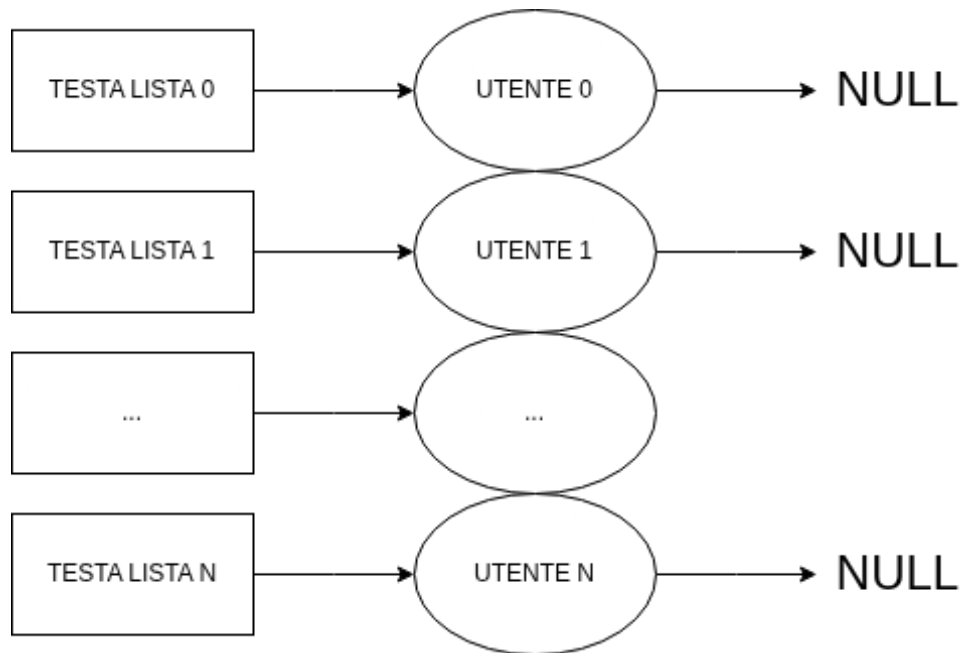 TESTA LISTA 0 UTENTE 0 NULL
TESTA LISTA 1 UTENTE 1 NULL
... ...
TESTA LISTA N UTENTE N NULL